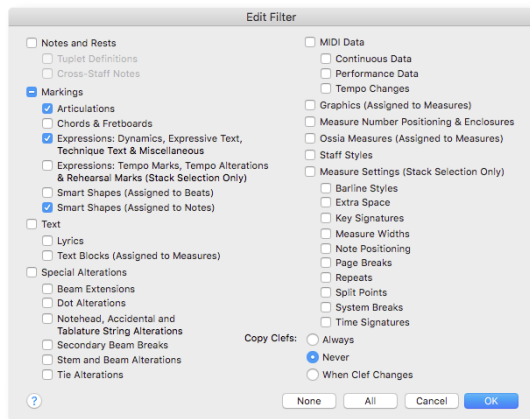 Edit Filter
Notes and Rests
Tuplet Definitions
Cross-Staff Notes
Markings
Articulations
Chords & Fretboards
Expressions: Dynamics, Expressive Text,
Technique Text & Miscellaneous
Expressions: Tempo Marks, Tempo Alterations
& Rehearsal Marks (Stack Selection Only)
Smart Shapes (Assigned to Beats)
Smart Shapes (Assigned to Notes)
Text
Lyrics
Text Blocks (Assigned to Measures)
Special Alterations
Beam Extensions
Dot Alterations
Notehead, Accidental and
Tablature String Alterations
Secondary Beam Breaks
Stem and Beam Alterations
Tie Alterations
MIDI Data
Continuous Data
Performance Data
Tempo Changes
Graphics (Assigned to Measures)
Measure Number Positioning & Enclosures
Ossia Measures (Assigned to Measures)
Staff Styles
Measure Settings (Stack Selection Only)
Barline Styles
Extra Space
Key Signatures
Measure Widths
Note Positioning
Page Breaks
Repeats
Split Points
System Breaks
Time Signatures
Copy Clefs: Always
Never
When Clef Changes
? None All Cancel OK